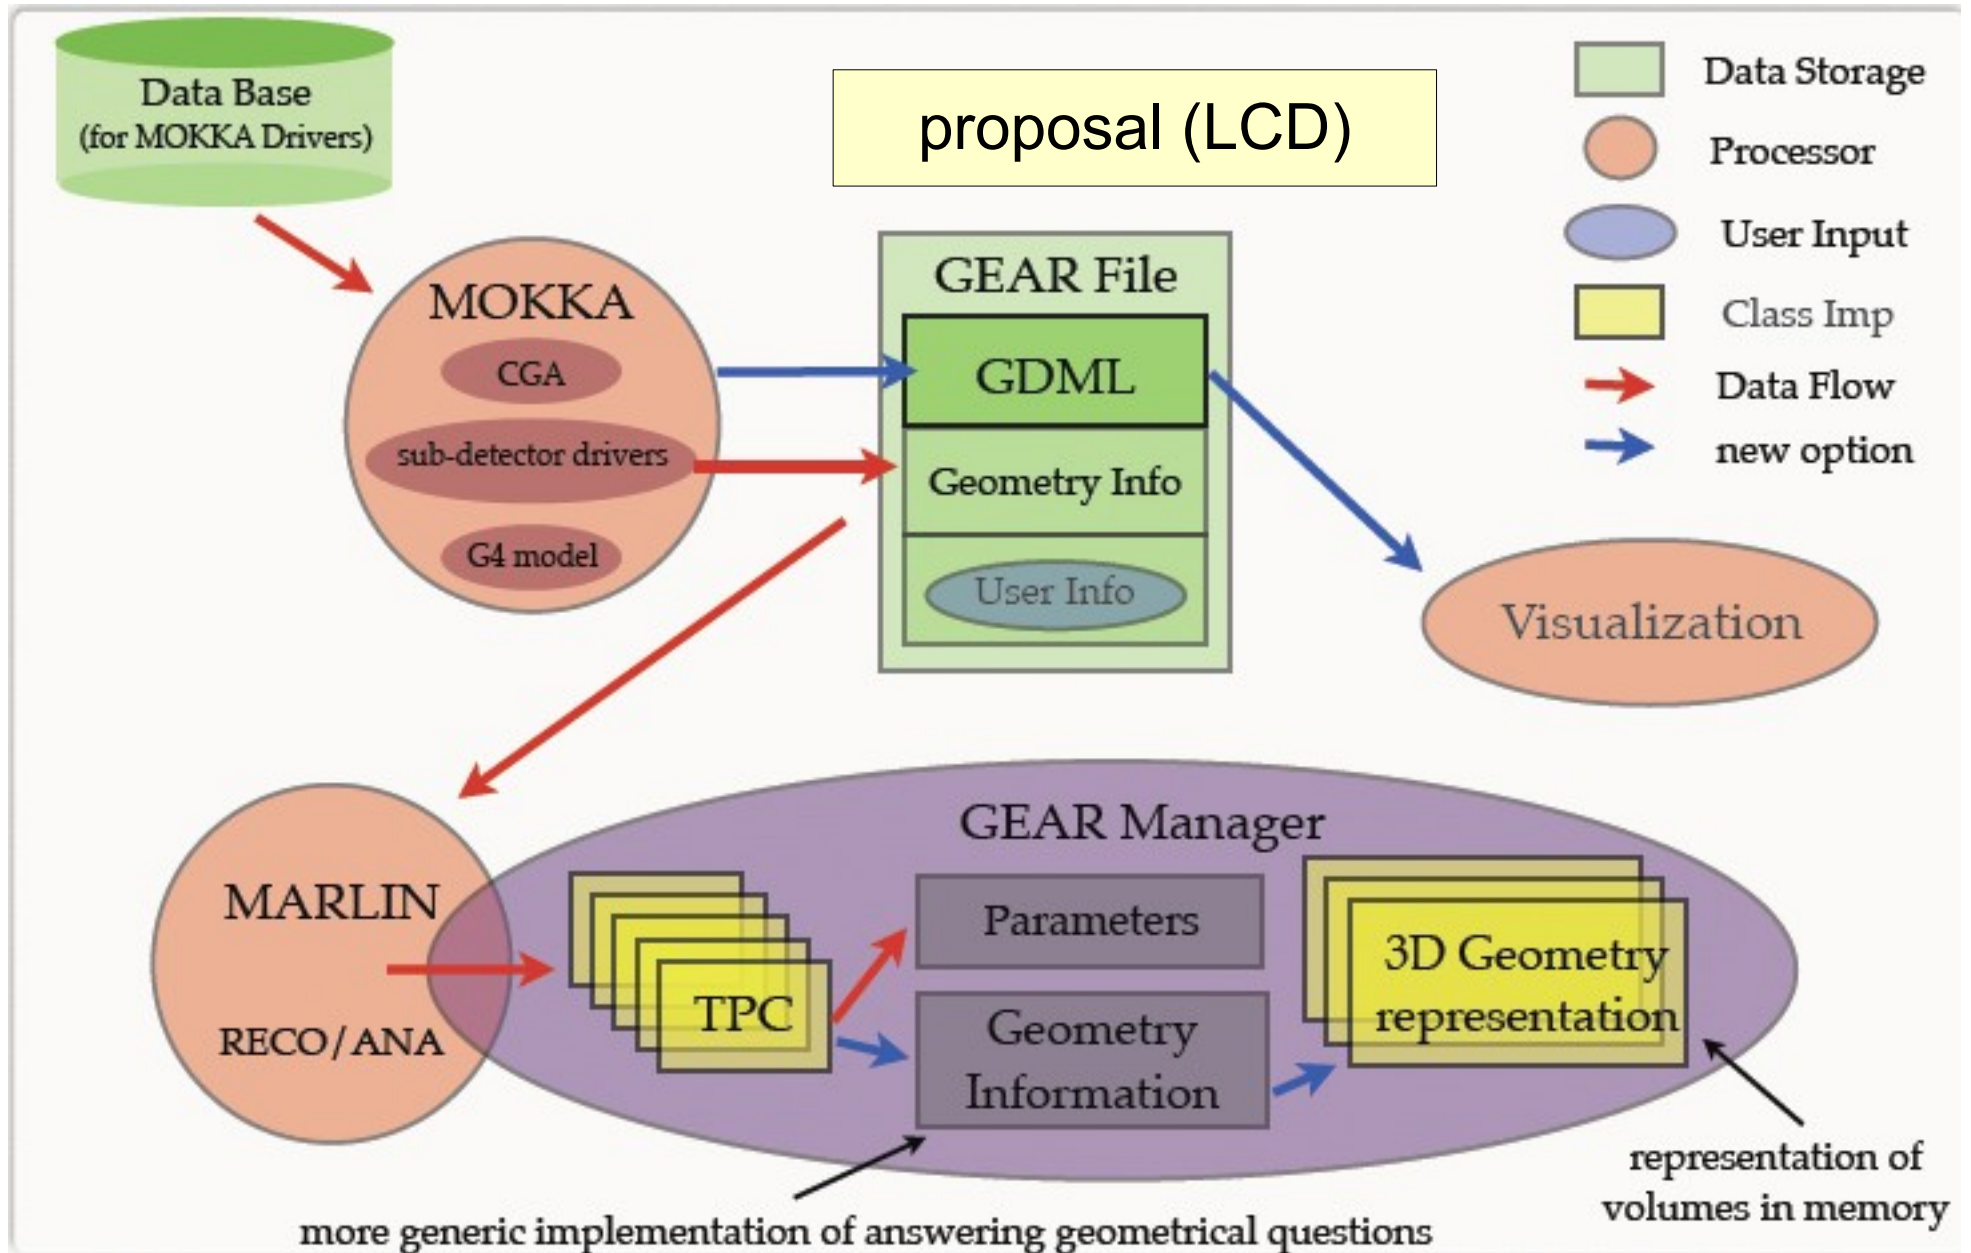 Data Base
(for MOKKA Drivers)
proposal (LCD)
Data Storage
Processor
User Input
Class Imp
Data Flow
new option
MOKKA
CGA
sub-detector drivers
G4 model
GEAR File
GDML
Geometry Info
User Info
Visualization
MARLIN
RECO/ANA
GEAR Manager
TPC
Parameters
Geometry
Information
3D Geometry
representation
representation of
volumes in memory
more generic implementation of answering geometrical questions